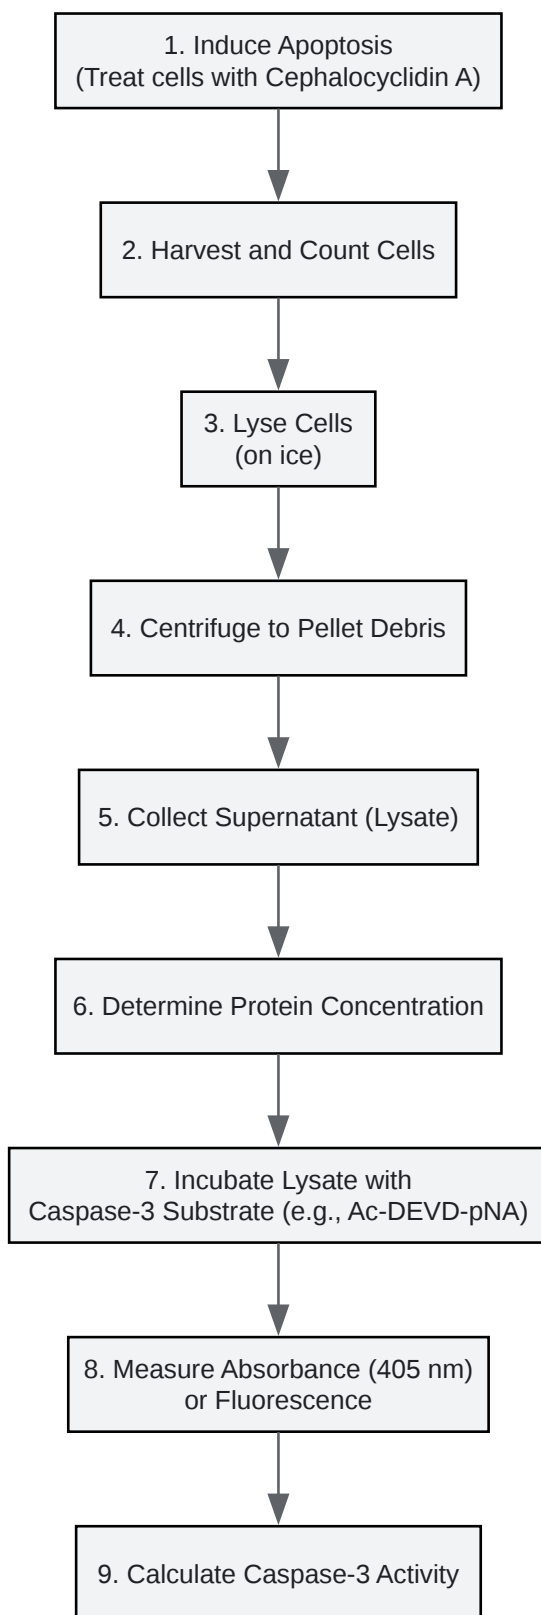 1. Induce Apoptosis
(Treat cells with Cephalocyclidin A)
2. Harvest and Count Cells
3. Lyse Cells
(on ice)
4. Centrifuge to Pellet Debris
5. Collect Supernatant (Lysate)
6. Determine Protein Concentration
7. Incubate Lysate with
Caspase-3 Substrate (e.g., Ac-DEVD-pNA)
8. Measure Absorbance (405 nm)
or Fluorescence
9. Calculate Caspase-3 Activity